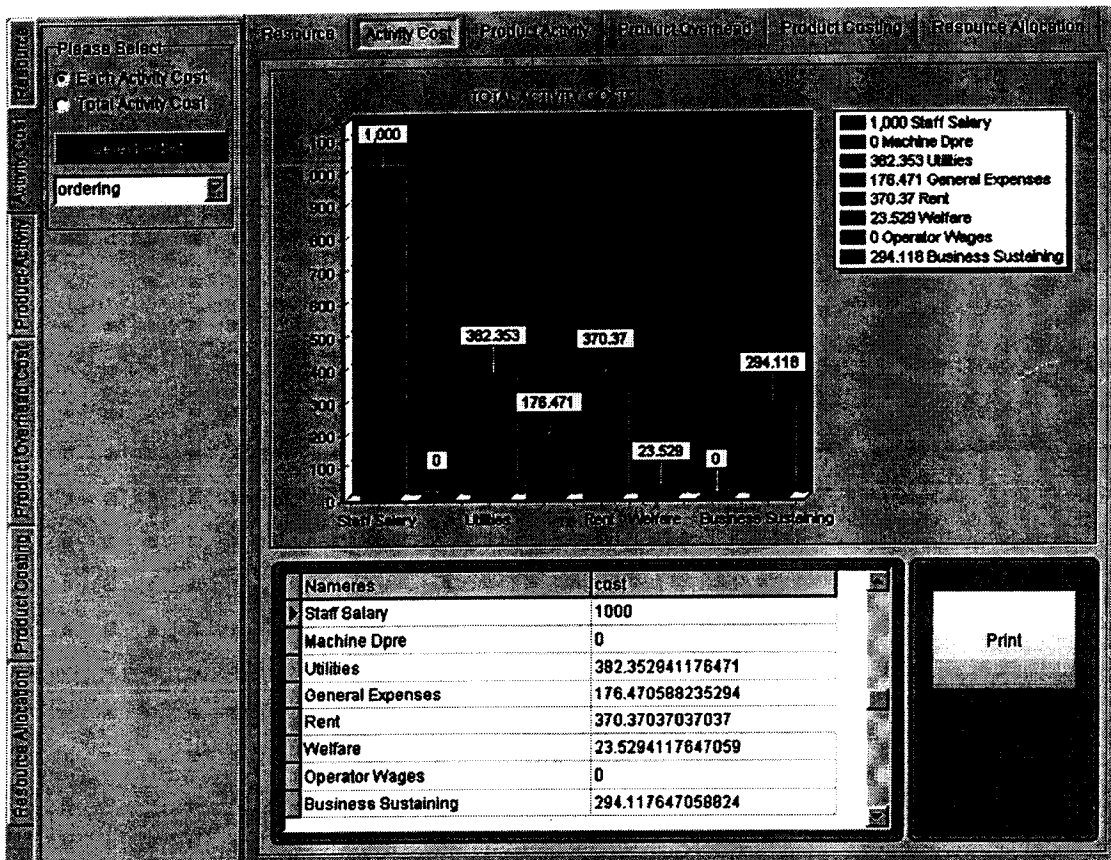 Resource Activity Cost Product Activity Product Overhead Product Costing Resource Allocation
Resource
Activity Cost
Product Activity
Product Overhead Cost
Product Costing
Resource Allocation
Please Select
Each Activity Cost
Total Activity Cost
ordering
TOTAL ACTIVITY COST
1,100
1,000
900
800
700
600
500
400
300
200
100
0
1,000
0
382.353
176.471
370.37
23.529
0
294.118
Staff Salary Utilities Rent Welfare Business Sustaining
1,000 Staff Salary
0 Machine Dpre
382.353 Utilities
176.471 General Expenses
370.37 Rent
23.529 Welfare
0 Operator Wages
294.118 Business Sustaining
Nameres cost
Staff Salary 1000
Machine Dpre 0
Utilities 382.352941176471
General Expenses 176.470588235294
Rent 370.37037037037
Welfare 23.5294117647059
Operator Wages 0
Business Sustaining 294.117647058824
Print